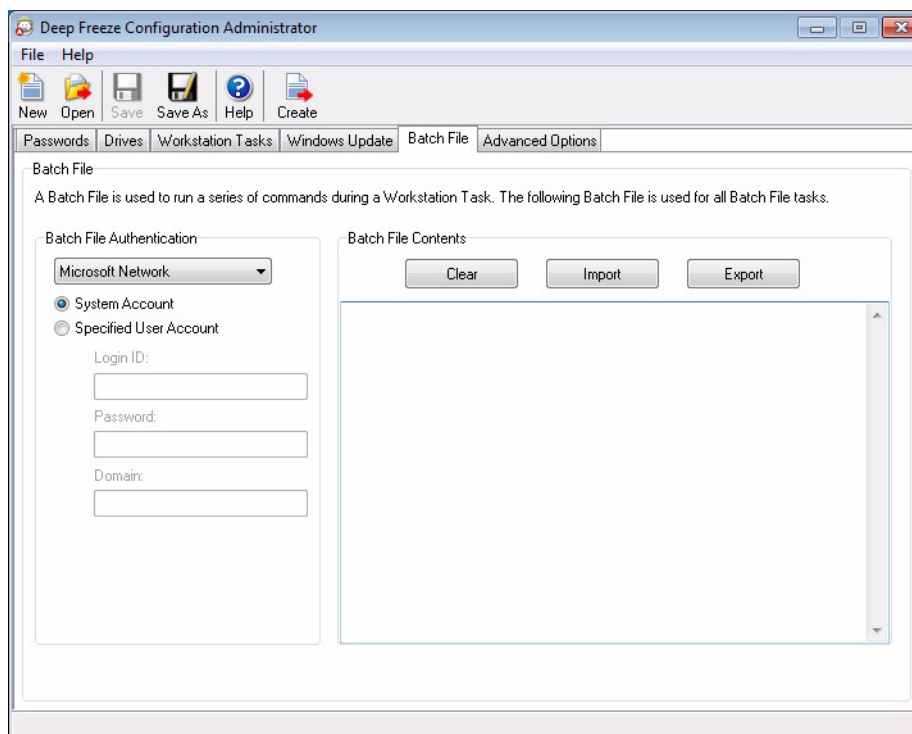 Deep Freeze Configuration Administrator
File Help
New Open Save Save As Help Create
Passwords Drives Workstation Tasks Windows Update Batch File Advanced Options
Batch File
A Batch File is used to run a series of commands during a Workstation Task. The following Batch File is used for all Batch File tasks.
Batch File Authentication
Microsoft Network
System Account
Specified User Account
Login ID:
Password:
Domain:
Batch File Contents
Clear Import Export